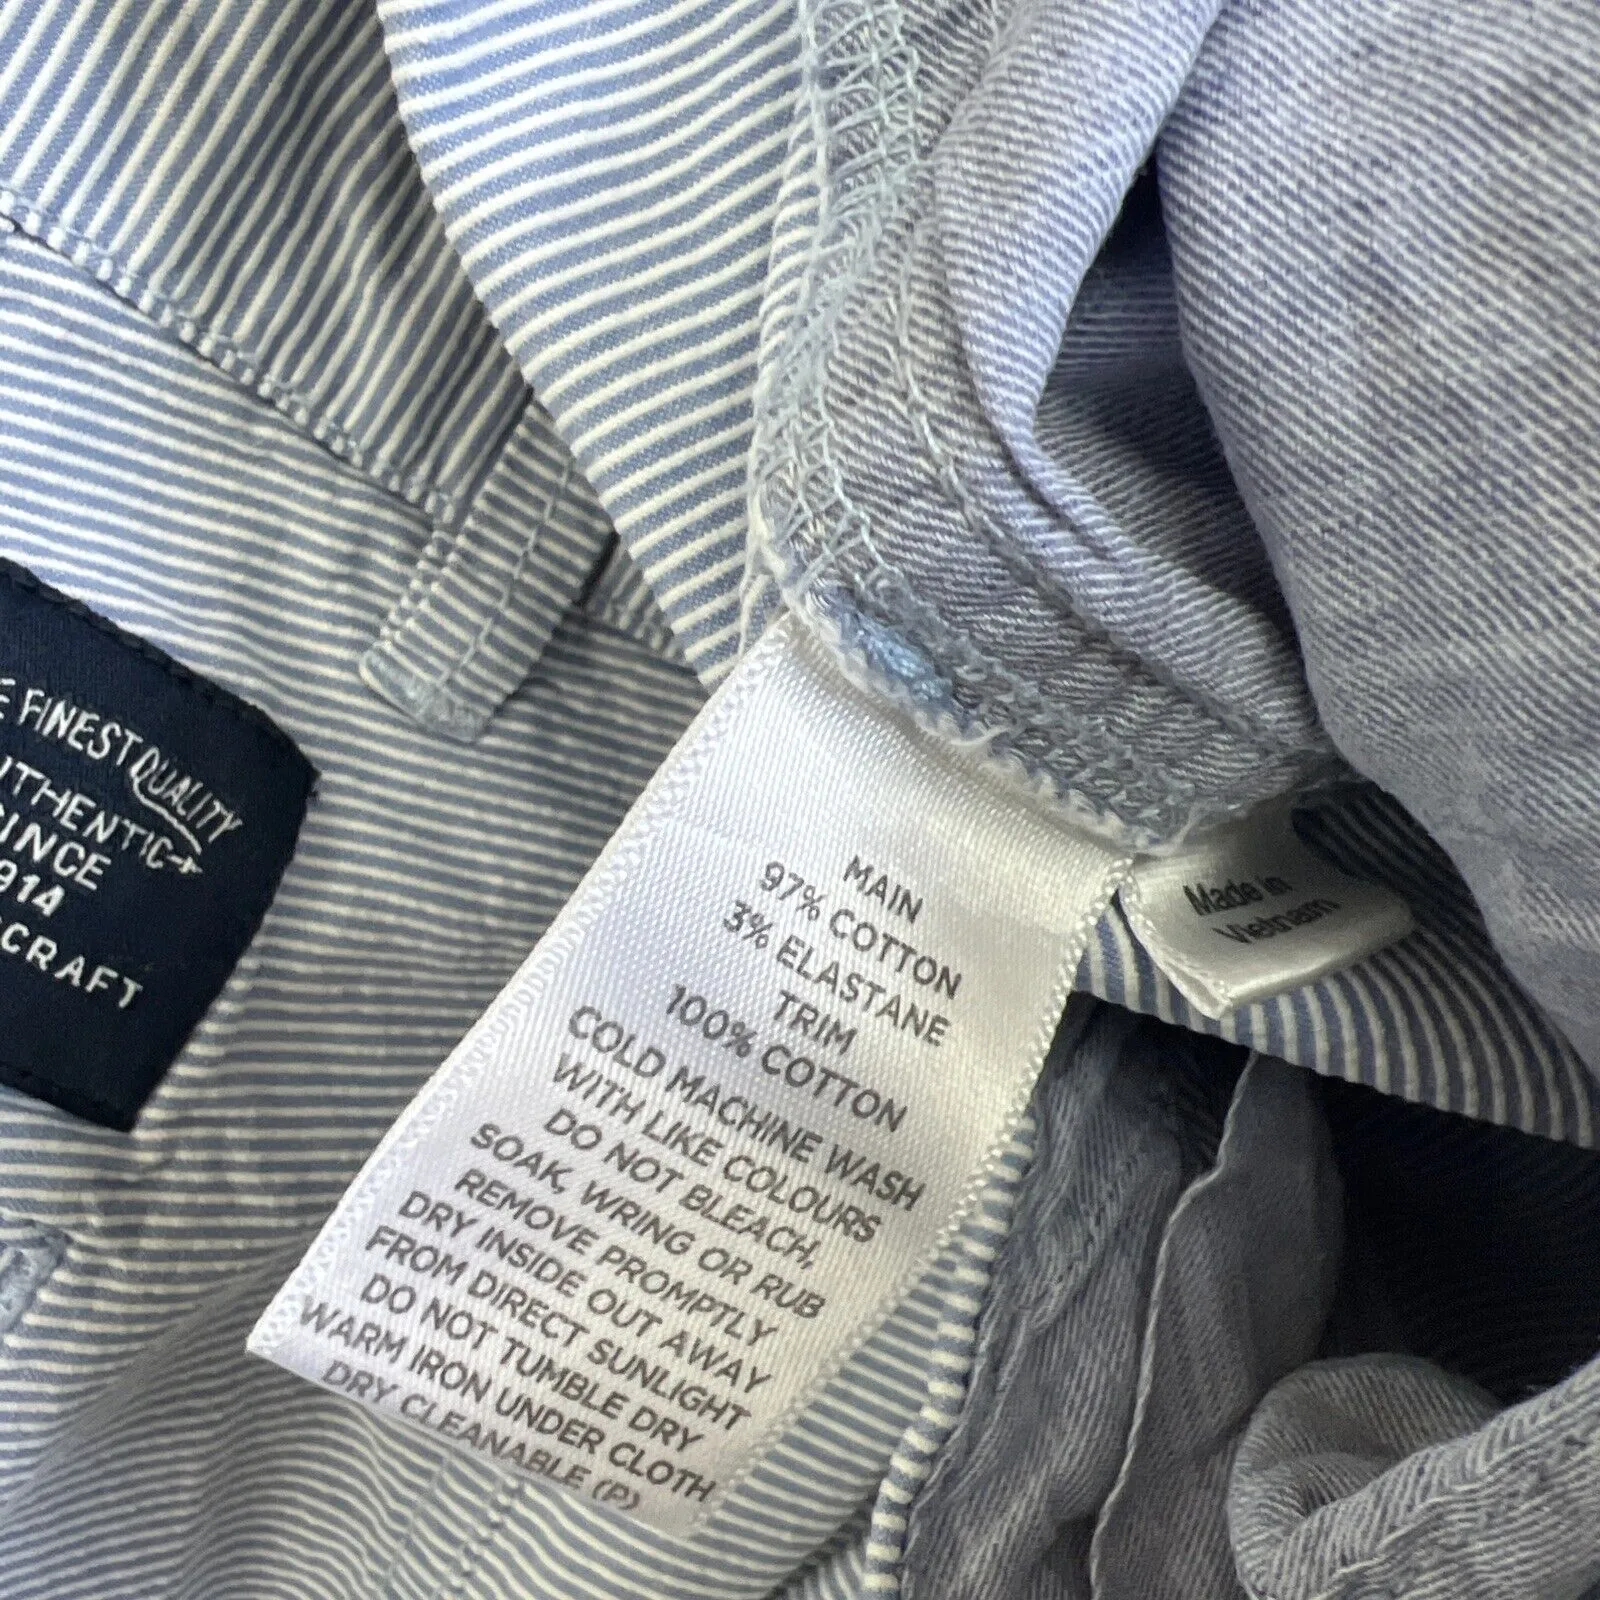 E FINEST QUALITY
UTHENTIC
SINCE
914
CRAFT
MAIN
97% COTTON
3% ELASTANE
TRIM
100% COTTON
COLD MACHINE WASH
WITH LIKE COLOURS
DO NOT BLEACH,
SOAK, WRING OR RUB
REMOVE PROMPTLY
DRY INSIDE OUT AWAY
FROM DIRECT SUNLIGHT
DO NOT TUMBLE DRY
WARM IRON UNDER CLOTH
DRY CLEANABLE (P)
Made in
Vietnam